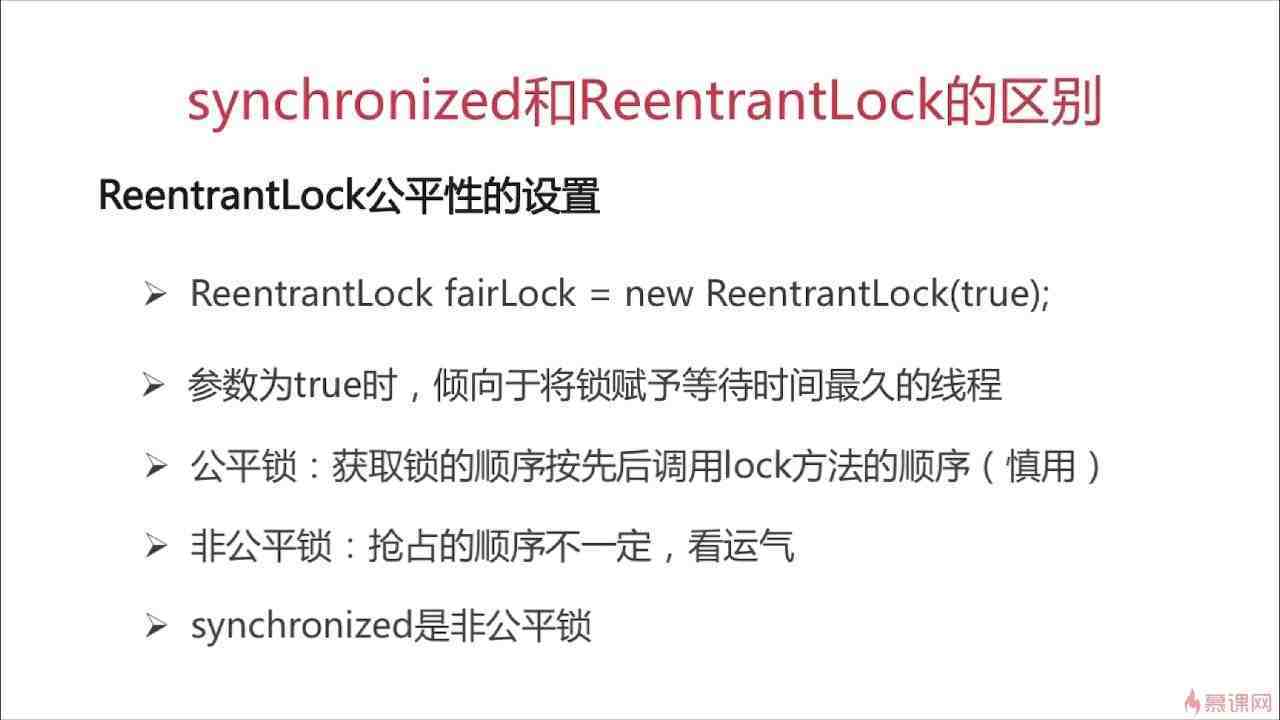 synchronized和ReentrantLock的区别
ReentrantLock公平性的设置
➢ ReentrantLock fairLock = new ReentrantLock(true);
➢ 参数为true时，倾向于将锁赋予等待时间最久的线程
➢ 公平锁：获取锁的顺序按先后调用lock方法的顺序（慎用）
➢ 非公平锁：抢占的顺序不一定，看运气
➢ synchronized是非公平锁
慕课网